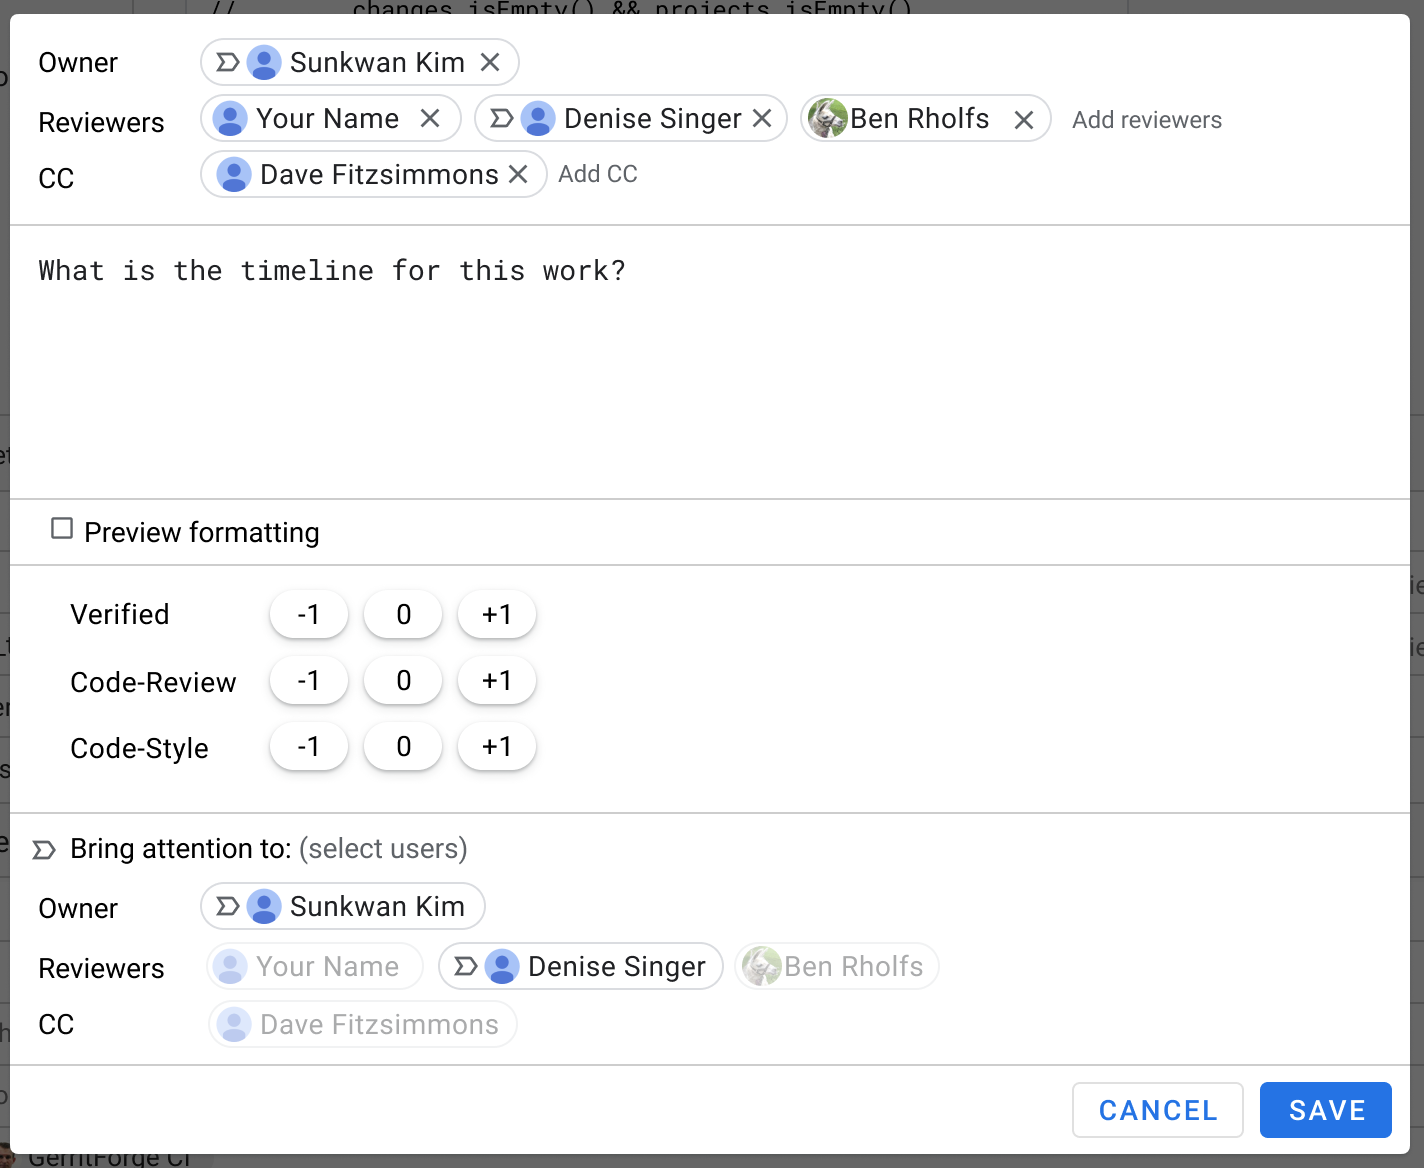 // changes.isEmpty() && projects.isEmpty()
Owner Sunkwan Kim
Reviewers Your Name Denise Singer Ben Rholfs Add reviewers
CC Dave Fitzsimmons Add CC
What is the timeline for this work?
Preview formatting
Verified -1 0 +1
Code-Review -1 0 +1
Code-Style -1 0 +1
Bring attention to: (select users)
Owner Sunkwan Kim
Reviewers Your Name Denise Singer Ben Rholfs
CC Dave Fitzsimmons
CANCEL SAVE
GerritForge CI